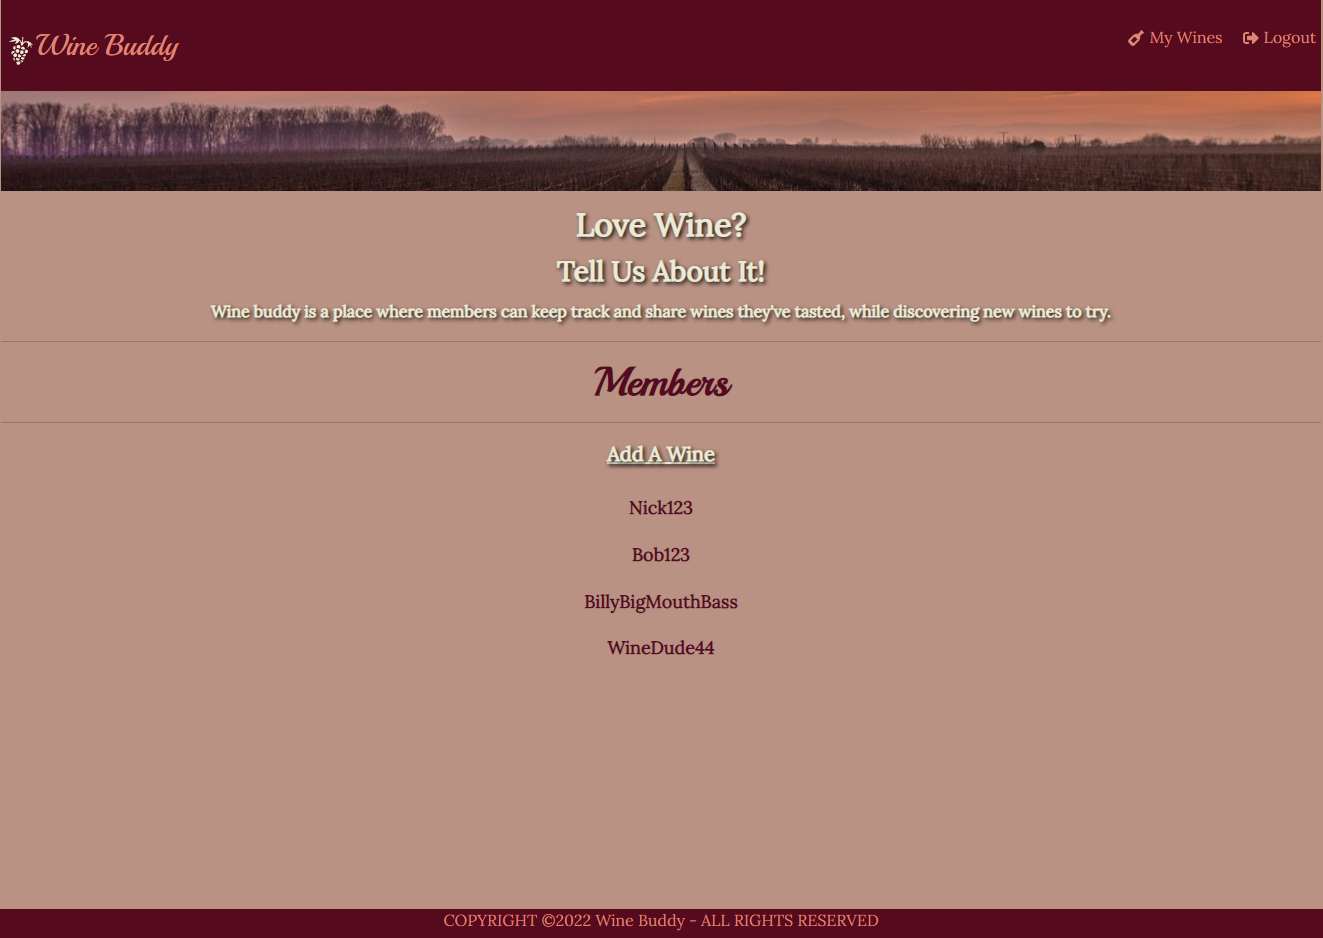 Wine Buddy
My Wines
Logout
Love Wine?
Tell Us About It!
Wine buddy is a place where members can keep track and share wines they've tasted, while discovering new wines to try.
Members
Add A Wine
Nick123
Bob123
BillyBigMouthBass
WineDude44
COPYRIGHT ©2022 Wine Buddy - ALL RIGHTS RESERVED